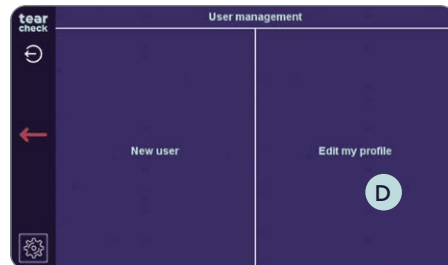 tear
check
User management
New user
Edit my profile
D